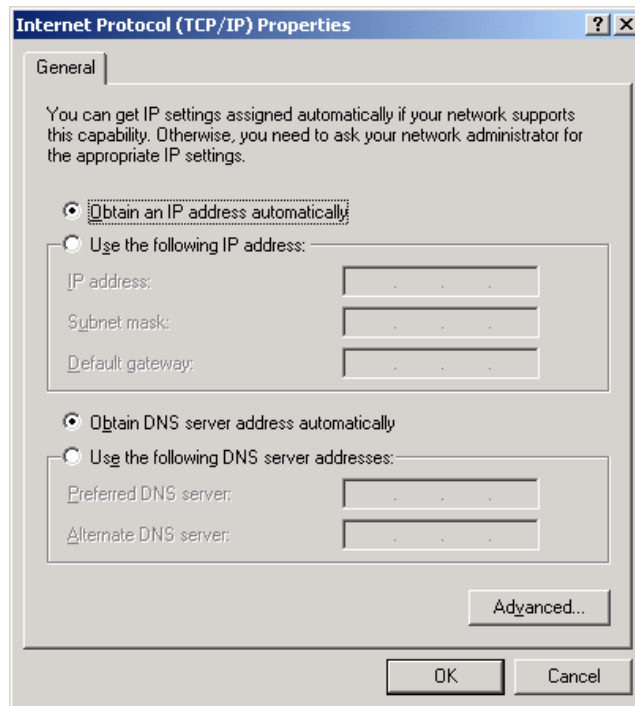 Internet Protocol (TCP/IP) Properties
General
You can get IP settings assigned automatically if your network supports
this capability. Otherwise, you need to ask your network administrator for
the appropriate IP settings.
Obtain an IP address automatically
Use the following IP address:
IP address:
Subnet mask:
Default gateway:
Obtain DNS server address automatically
Use the following DNS server addresses:
Preferred DNS server:
Alternate DNS server:
Advanced...
OK Cancel